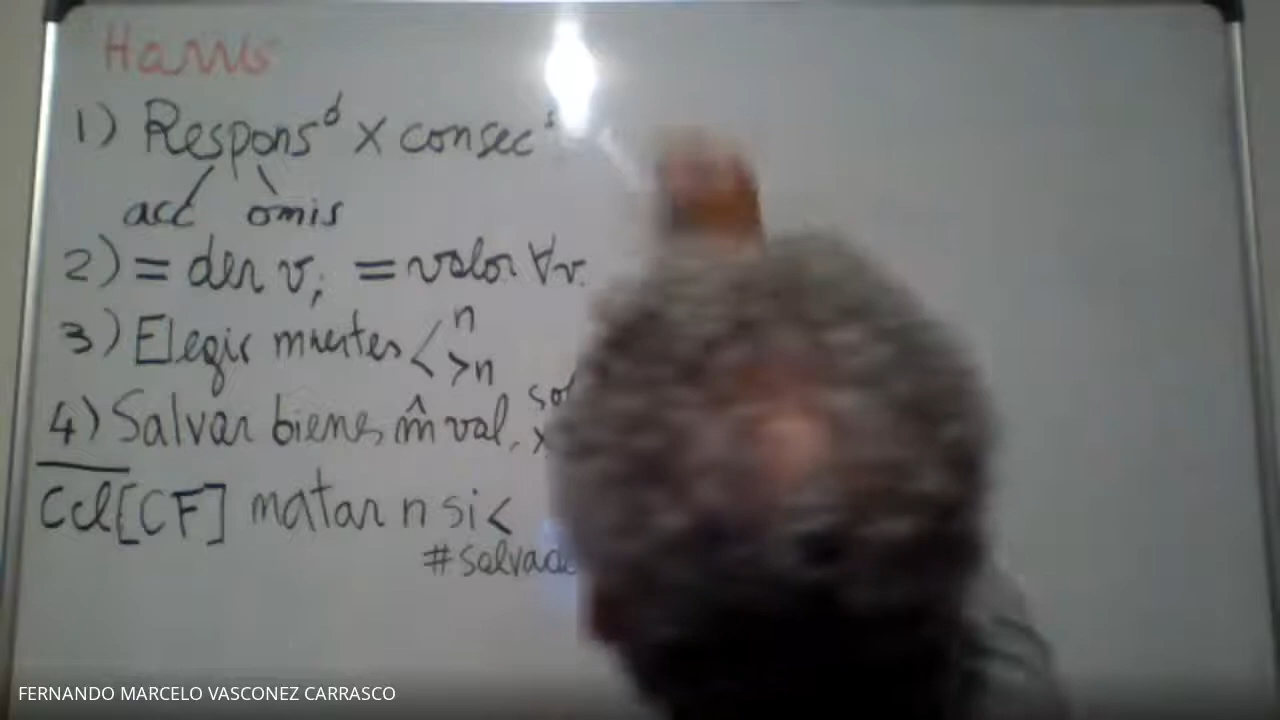 Harris
1) Respons^d x consec^s
acc omis
2) = der v; = valor ∀v.
3) Elegir muertes < n
>n
4) Salvar bienes m̂ val.
Ccl [CF] matar n si <
#salvad
FERNANDO MARCELO VASCONEZ CARRASCO